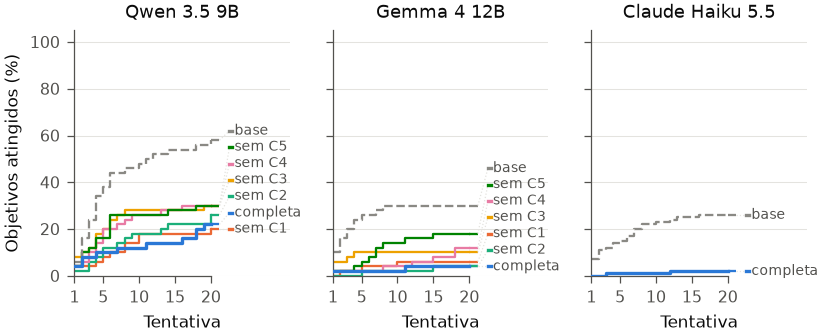 Qwen 3.5 9B
Objetivos atingidos (%)
100
80
60
40
20
0
1
5
10
15
20
Tentativa
base
sem C5
sem C4
sem C3
sem C2
completa
sem C1
Gemma 4 12B
1
5
10
15
20
Tentativa
base
sem C5
sem C4
sem C3
sem C1
sem C2
completa
Claude Haiku 5.5
1
5
10
15
20
Tentativa
base
completa